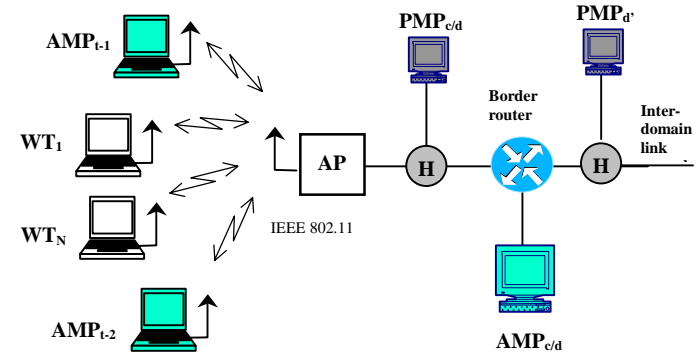 AMPt-1
PMPc/d
PMPd’
Border
router
Inter-
domain
link
WT1
AP
H
H
WTN
IEEE 802.11
AMPt-2
AMPc/d